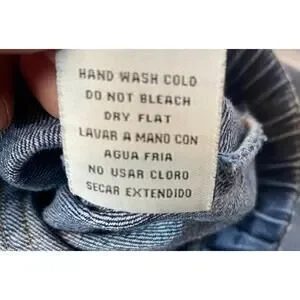 HAND WASH COLD
DO NOT BLEACH
DRY FLAT
LAVAR A MANO CON
AGUA FRIA
NO USAR CLORO
SECAR EXTENDIDO